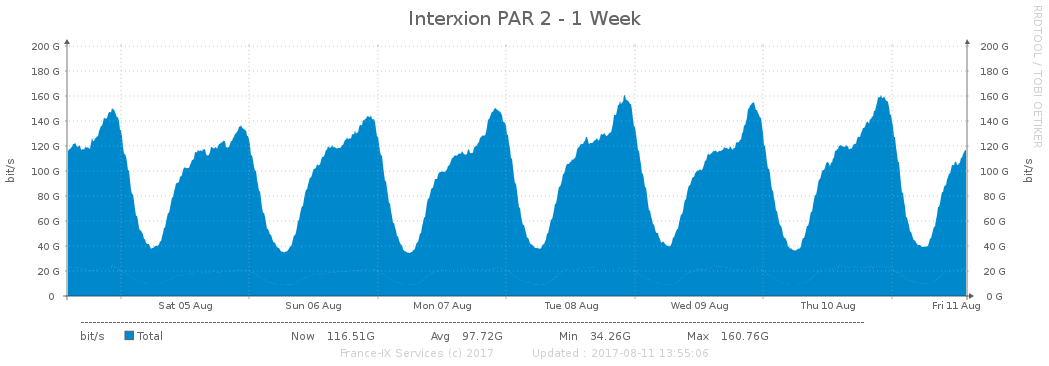 Interxion PAR 2 - 1 Week
RRDTOOL / TOBI OETIKER
bit/s
bit/s
200 G 200 G
180 G 180 G
160 G 160 G
140 G 140 G
120 G 120 G
100 G 100 G
80 G 80 G
60 G 60 G
40 G 40 G
20 G 20 G
0 0 G
Sat 05 Aug Sun 06 Aug Mon 07 Aug Tue 08 Aug Wed 09 Aug Thu 10 Aug Fri 11 Aug
bit/s Total Now 116.51G Avg 97.72G Min 34.26G Max 160.76G
France-IX Services (c) 2017 Updated : 2017-08-11 13:55:06